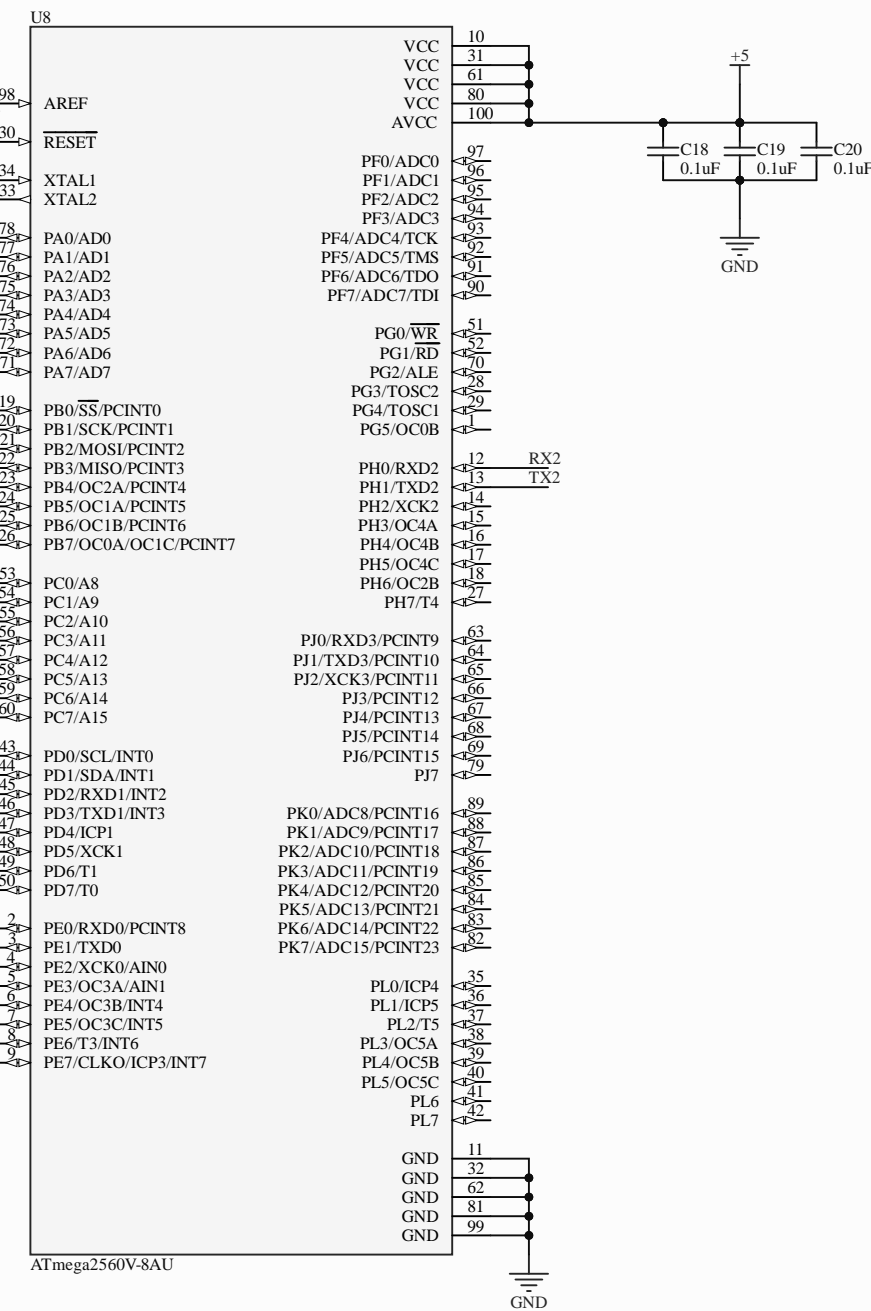 U8
98 AREF
30 RESET
34 XTAL1
33 XTAL2
78 PA0/AD0
77 PA1/AD1
76 PA2/AD2
75 PA3/AD3
74 PA4/AD4
73 PA5/AD5
72 PA6/AD6
71 PA7/AD7
19 PB0/SS/PCINT0
20 PB1/SCK/PCINT1
21 PB2/MOSI/PCINT2
22 PB3/MISO/PCINT3
23 PB4/OC2A/PCINT4
24 PB5/OC1A/PCINT5
25 PB6/OC1B/PCINT6
26 PB7/OC0A/OC1C/PCINT7
53 PC0/A8
54 PC1/A9
55 PC2/A10
56 PC3/A11
57 PC4/A12
58 PC5/A13
59 PC6/A14
60 PC7/A15
43 PD0/SCL/INT0
44 PD1/SDA/INT1
45 PD2/RXD1/INT2
46 PD3/TXD1/INT3
47 PD4/ICP1
48 PD5/XCK1
49 PD6/T1
50 PD7/T0
2 PE0/RXD0/PCINT8
3 PE1/TXD0
4 PE2/XCK0/AIN0
5 PE3/OC3A/AIN1
6 PE4/OC3B/INT4
7 PE5/OC3C/INT5
8 PE6/T3/INT6
9 PE7/CLKO/ICP3/INT7
VCC 10
VCC 31
VCC 61
VCC 80
AVCC 100
PF0/ADC0 97
PF1/ADC1 96
PF2/ADC2 95
PF3/ADC3 94
PF4/ADC4/TCK 93
PF5/ADC5/TMS 92
PF6/ADC6/TDO 91
PF7/ADC7/TDI 90
PG0/WR 51
PG1/RD 52
PG2/ALE 70
PG3/TOSC2 28
PG4/TOSC1 29
PG5/OC0B 1
PH0/RXD2 12 RX2
PH1/TXD2 13 TX2
PH2/XCK2 14
PH3/OC4A 15
PH4/OC4B 16
PH5/OC4C 17
PH6/OC2B 18
PH7/T4 27
PJ0/RXD3/PCINT9 63
PJ1/TXD3/PCINT10 64
PJ2/XCK3/PCINT11 65
PJ3/PCINT12 66
PJ4/PCINT13 67
PJ5/PCINT14 68
PJ6/PCINT15 69
PJ7 79
PK0/ADC8/PCINT16 89
PK1/ADC9/PCINT17 88
PK2/ADC10/PCINT18 87
PK3/ADC11/PCINT19 86
PK4/ADC12/PCINT20 85
PK5/ADC13/PCINT21 84
PK6/ADC14/PCINT22 83
PK7/ADC15/PCINT23 82
PL0/ICP4 35
PL1/ICP5 36
PL2/T5 37
PL3/OC5A 38
PL4/OC5B 39
PL5/OC5C 40
PL6 41
PL7 42
GND 11
GND 32
GND 62
GND 81
GND 99
ATmega2560V-8AU
GND
+5
C18 C19 C20
0.1uF 0.1uF 0.1uF
GND